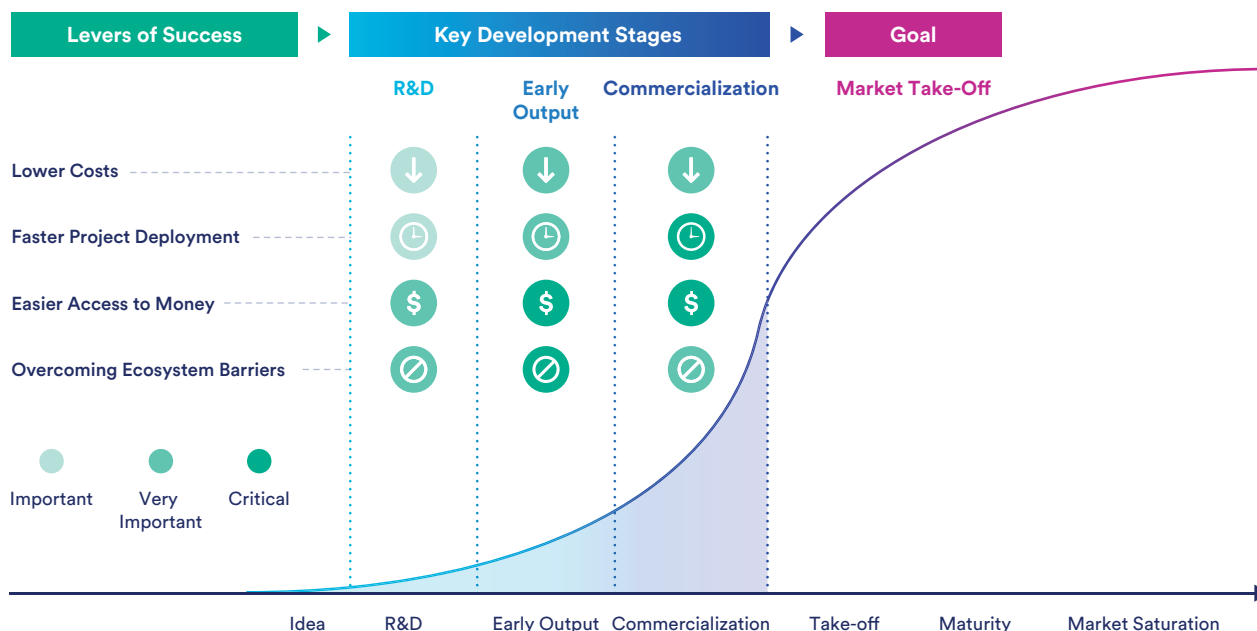 Levers of Success
Key Development Stages
Goal
R&D
Early
Output
Commercialization
Market Take-Off
Lower Costs
Faster Project Deployment
Easier Access to Money
$ $ $
Overcoming Ecosystem Barriers
Important
Very
Important
Critical
Idea R&D Early Output Commercialization Take-off Maturity Market Saturation